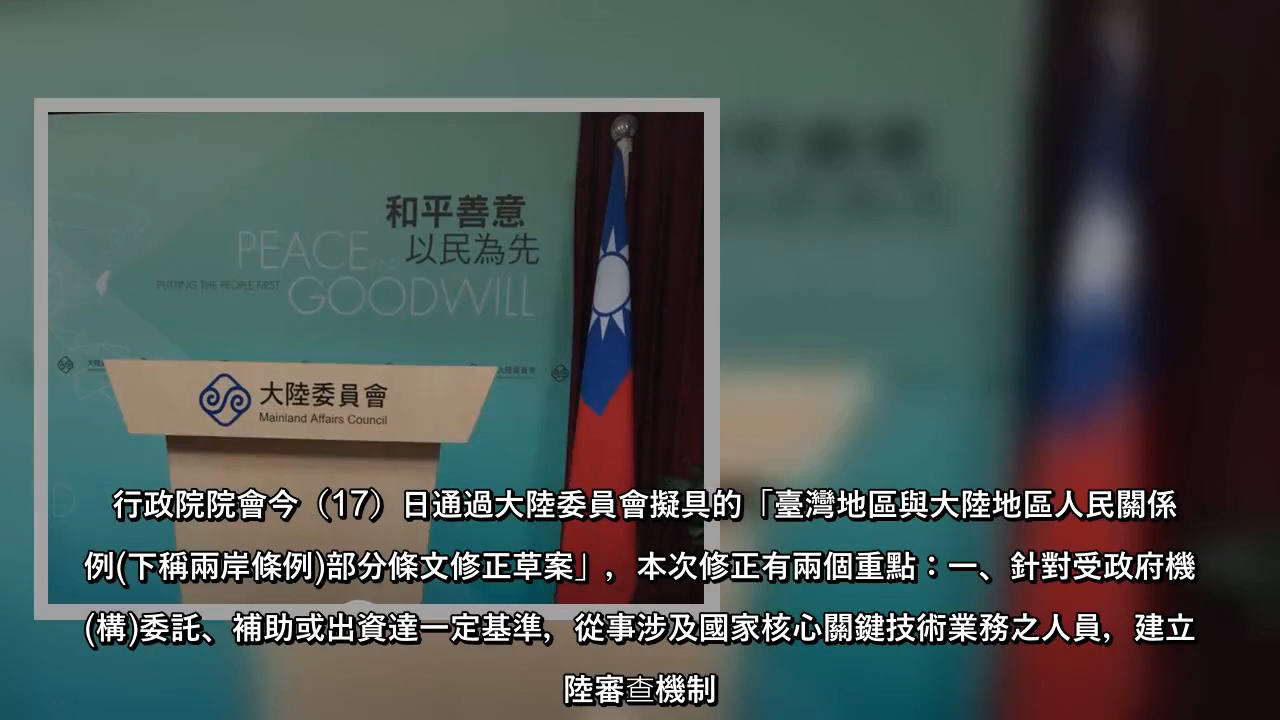 和平善意
以民為先
PEACE
PUTTING THE PEOPLE FIRST
GOODWILL
大陸委員會
Mainland Affairs Council
行政院院會今（17）日通過大陸委員會擬具的「臺灣地區與大陸地區人民關係
例(下稱兩岸條例)部分條文修正草案」，本次修正有兩個重點：一、針對受政府機
(構)委託、補助或出資達一定基準，從事涉及國家核心關鍵技術業務之人員，建立
陸審查機制